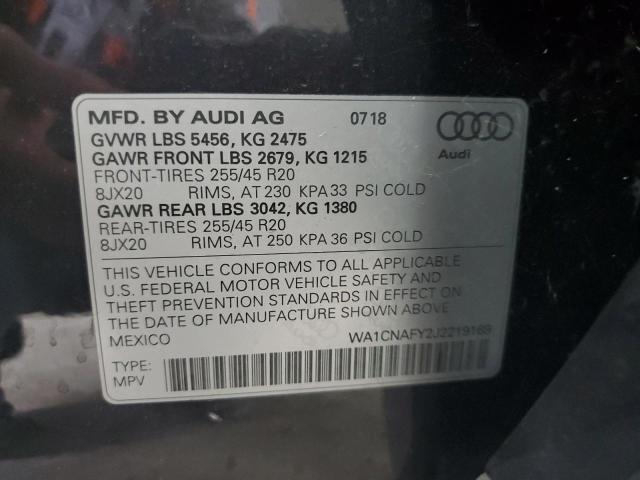 MFD. BY AUDI AG 07 18
GVWR LBS 5456, KG 2475
GAWR FRONT LBS 2679, KG 1215
FRONT-TIRES 255/45 R20
8JX20 RIMS, AT 230 KPA 33 PSI COLD
GAWR REAR LBS 3042, KG 1380
REAR-TIRES 255/45 R20
8JX20 RIMS, AT 250 KPA 36 PSI COLD
Audi
THIS VEHICLE CONFORMS TO ALL APPLICABLE
U.S. FEDERAL MOTOR VEHICLE SAFETY AND
THEFT PREVENTION STANDARDS IN EFFECT ON
THE DATE OF MANUFACTURE SHOWN ABOVE.
MEXICO WA1CNAFY2J2219169
TYPE:
MPV